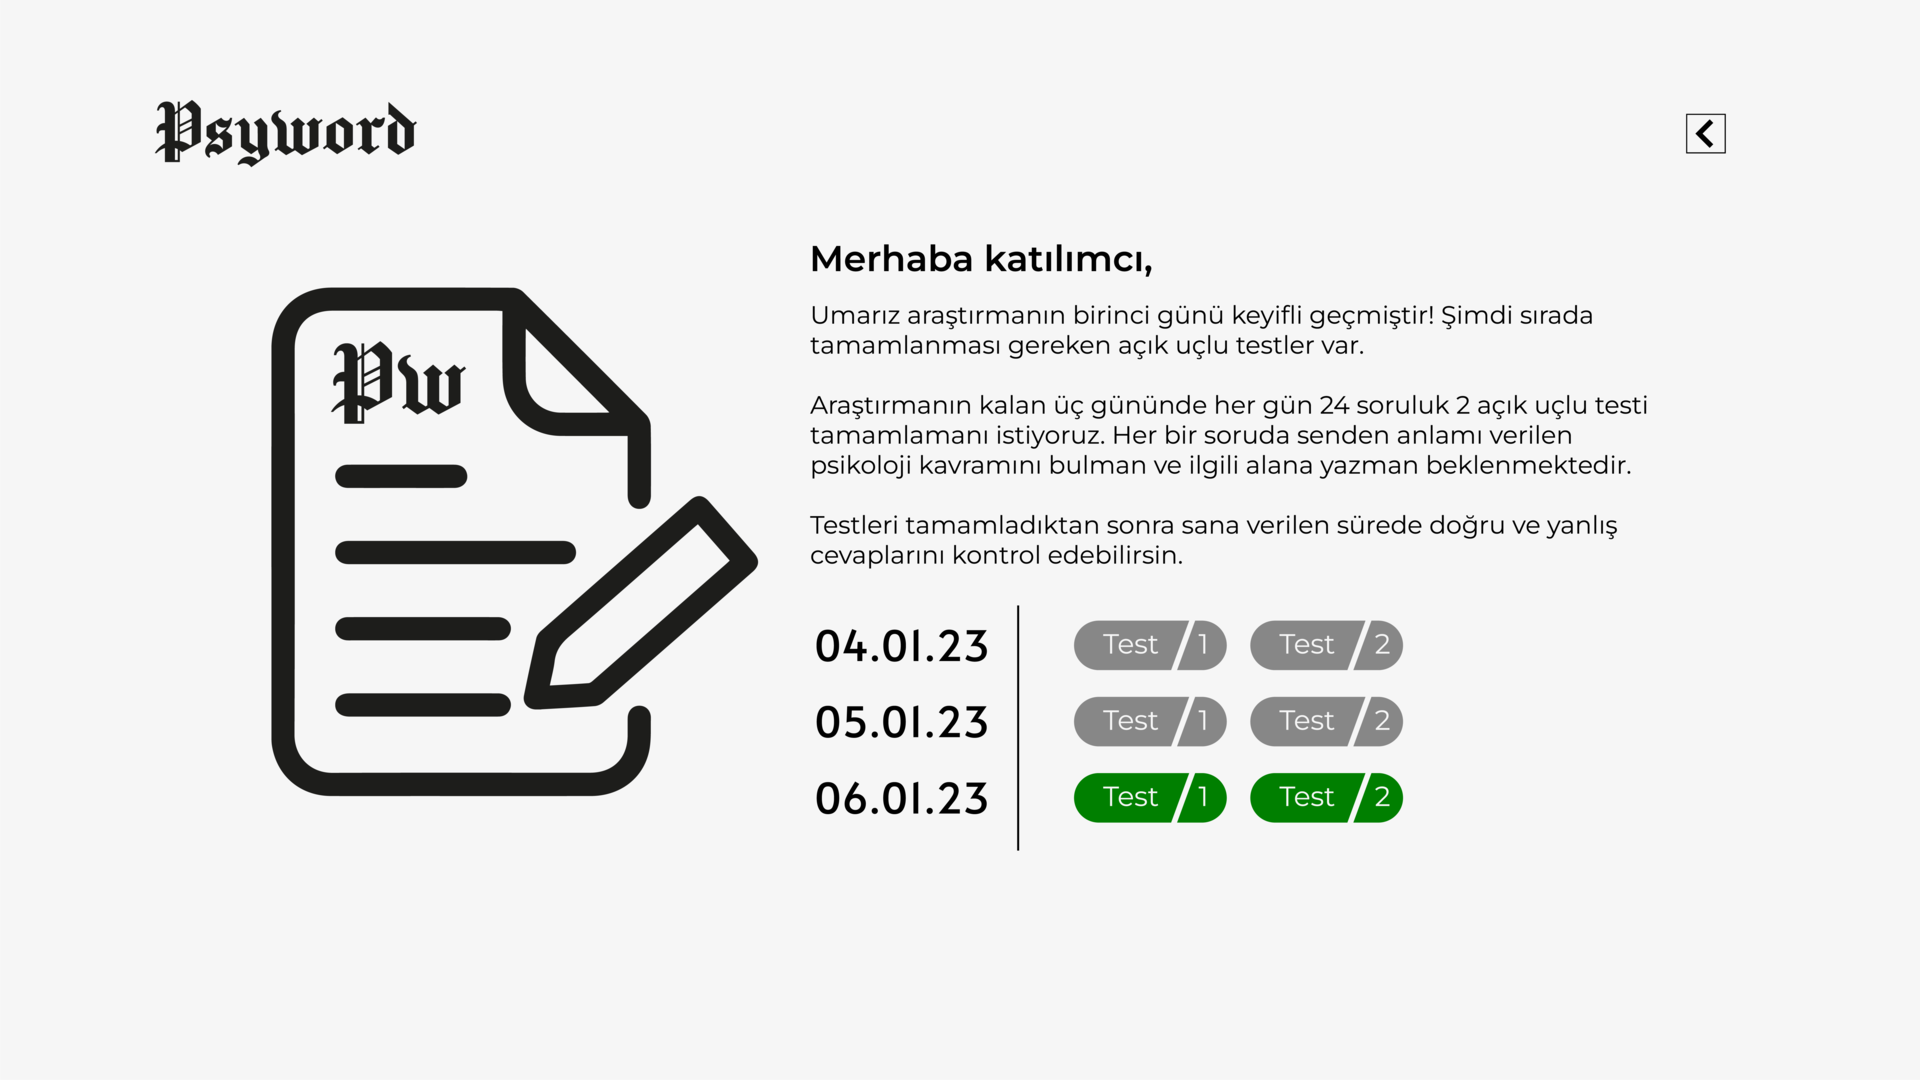 Psyword
Merhaba katılımcı,
Pw
Umarız araştırmanın birinci günü keyifli geçmiştir! Şimdi sırada
tamamlanması gereken açık uçlu testler var.
Araştırmanın kalan üç gününde her gün 24 soruluk 2 açık uçlu testi
tamamlamanı istiyoruz. Her bir soruda senden anlamı verilen
psikoloji kavramını bulman ve ilgili alana yazman beklenmektedir.
Testleri tamamladıktan sonra sana verilen sürede doğru ve yanlış
cevaplarını kontrol edebilirsin.
04.01.23 Test / 1 Test / 2
05.01.23 Test / 1 Test / 2
06.01.23 Test / 1 Test / 2